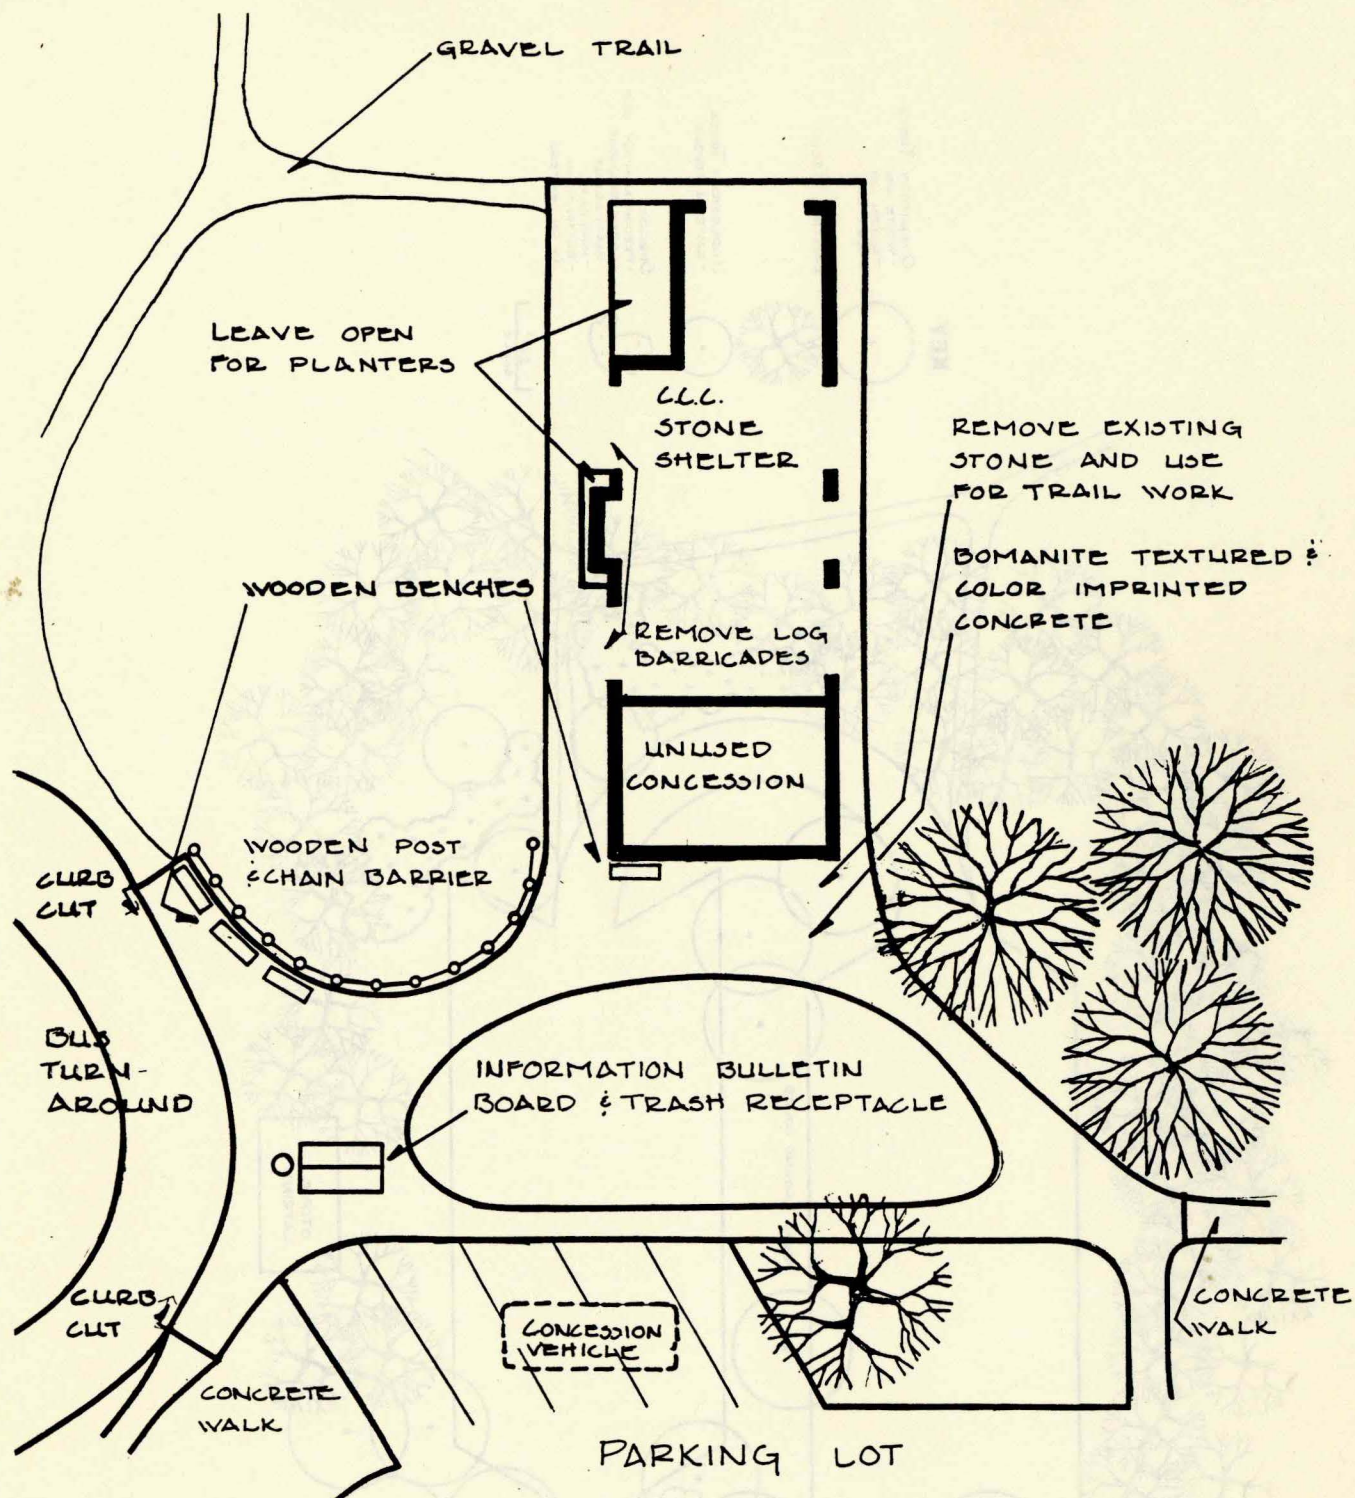 GRAVEL TRAIL
LEAVE OPEN
FOR PLANTERS
C.C.C.
STONE
SHELTER
REMOVE EXISTING
STONE AND USE
FOR TRAIL WORK
BOMANITE TEXTURED &
COLOR IMPRINTED
CONCRETE
WOODEN BENCHES
REMOVE LOG
BARRICADES
UNUSED
CONCESSION
WOODEN POST
& CHAIN BARRIER
CURB
CUT
BUS
TURN-
AROUND
INFORMATION BULLETIN
BOARD & TRASH RECEPTACLE
CURB
CUT
CONCESSION
VEHICLE
CONCRETE
WALK
CONCRETE
WALK
PARKING LOT